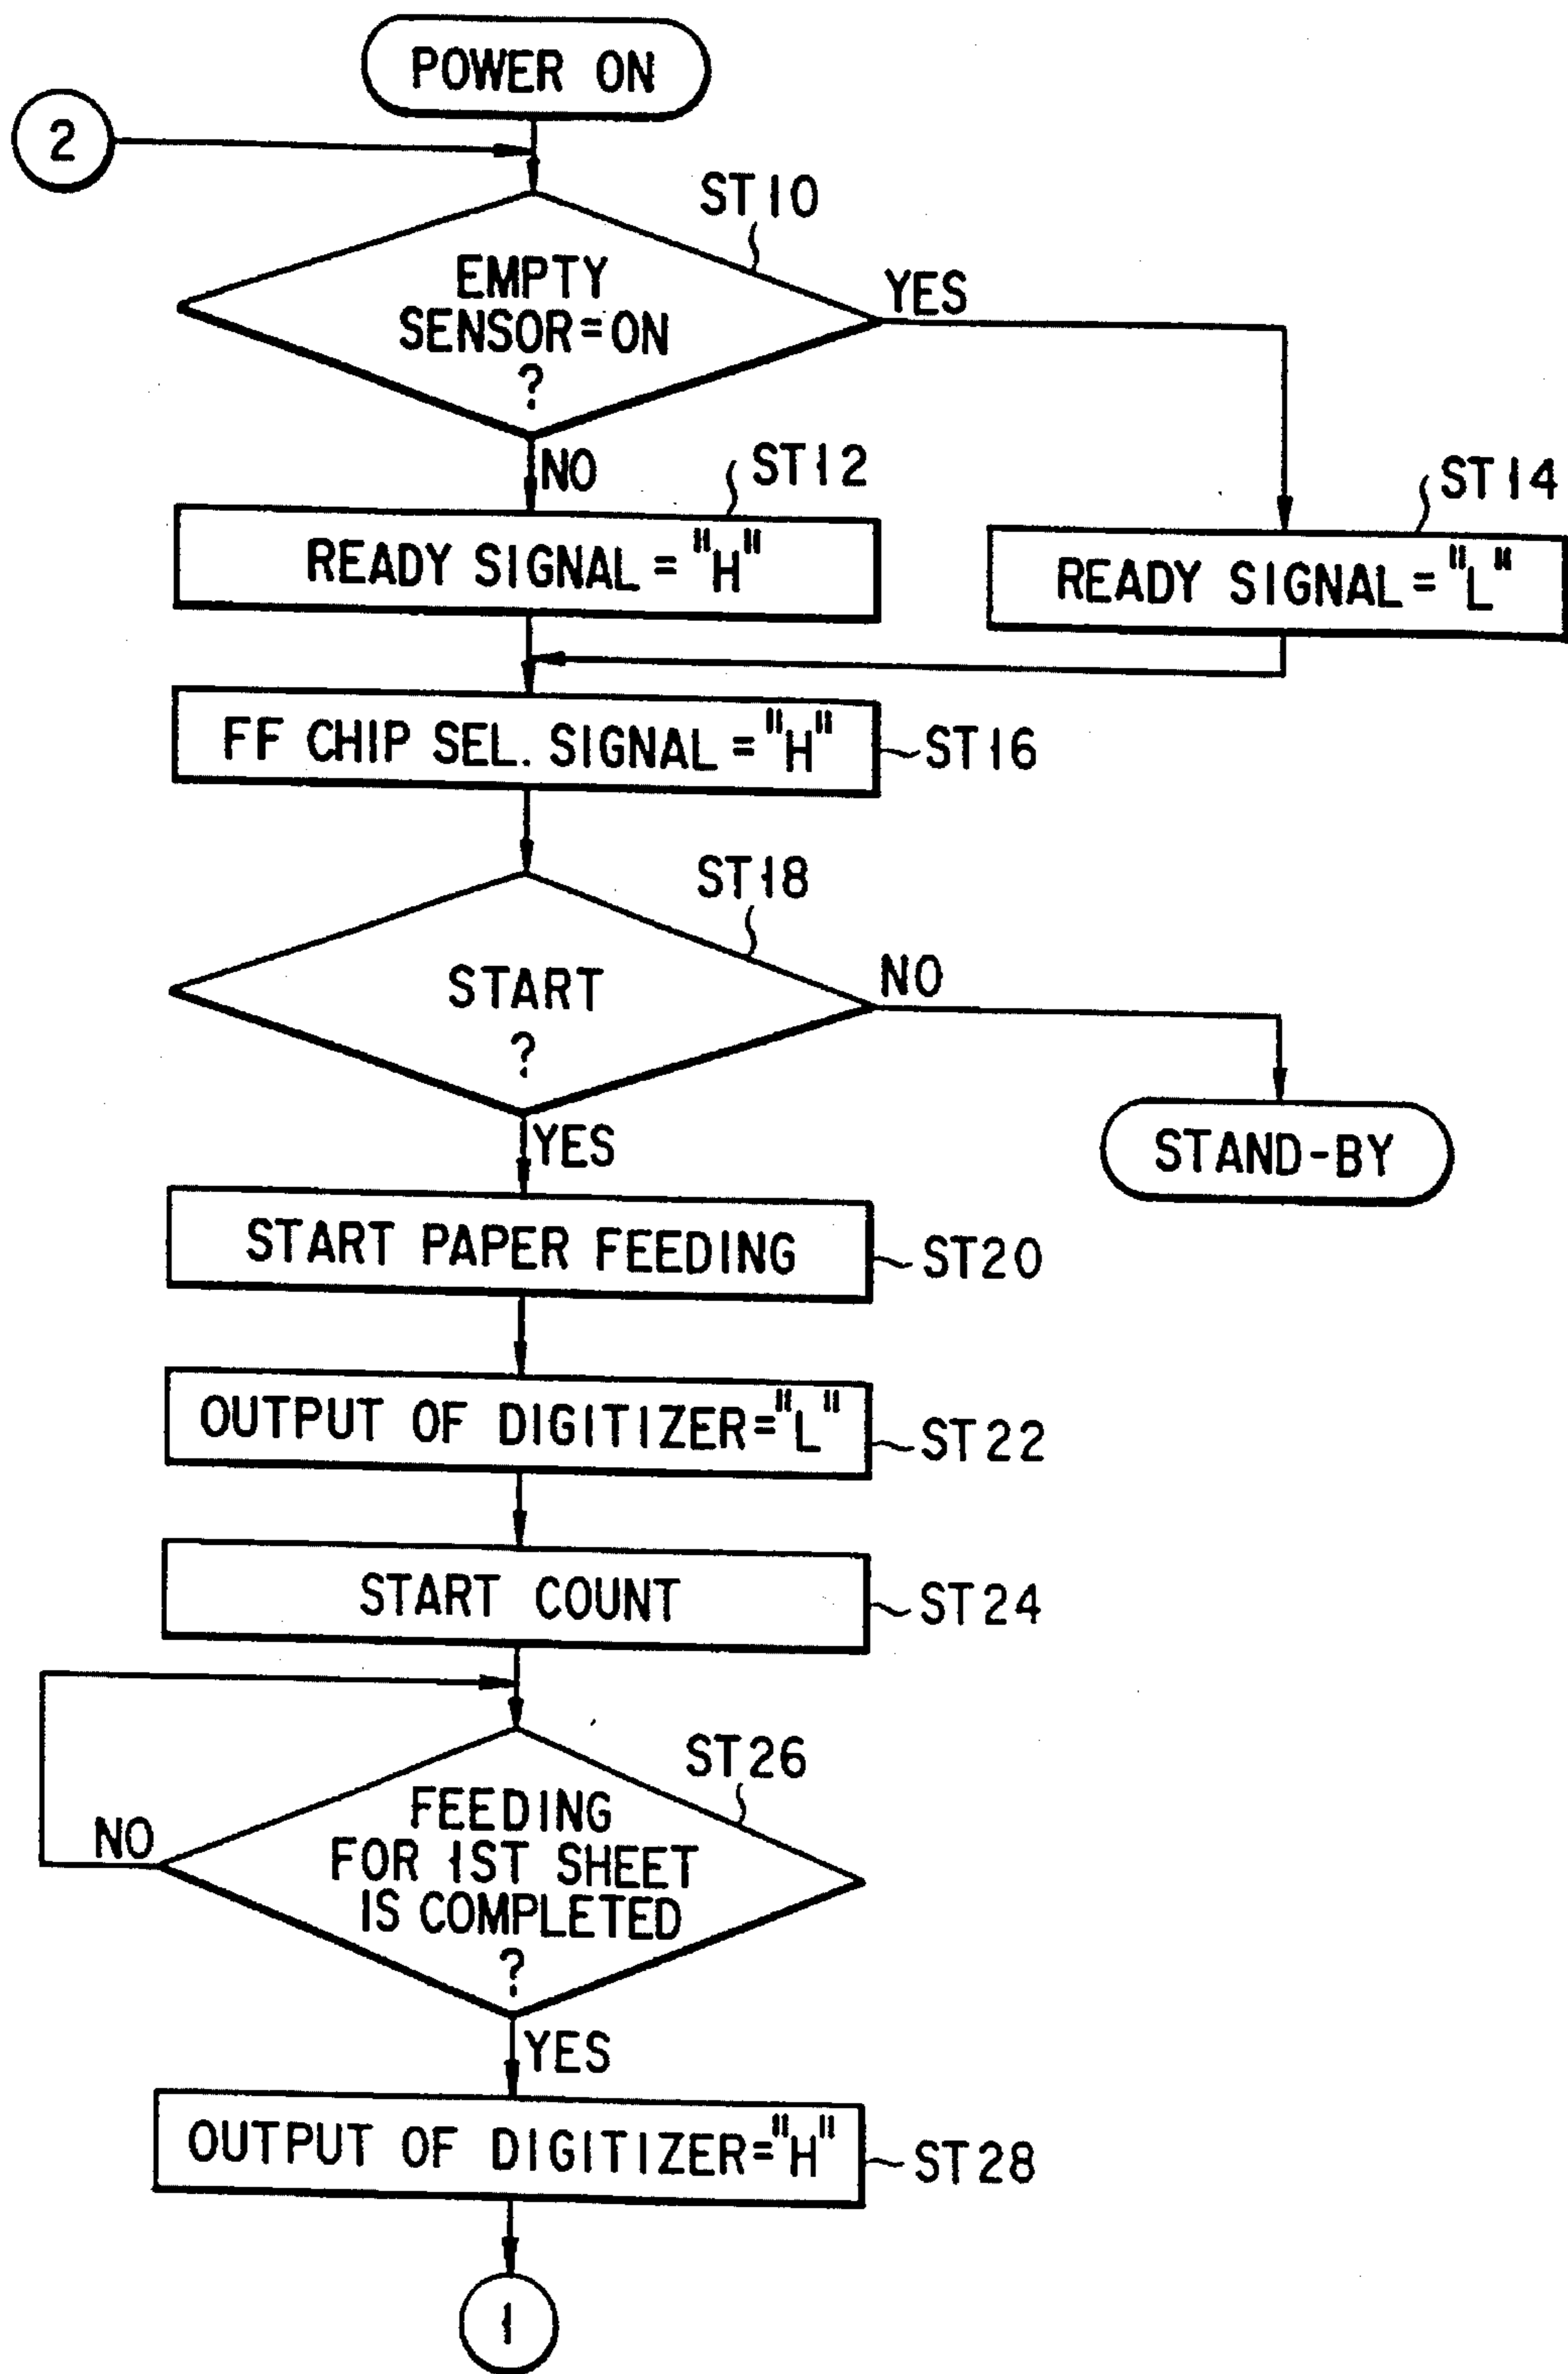 POWER ON
2
ST10
EMPTY
SENSOR=ON
?
YES
NO
ST12
ST14
READY SIGNAL="H"
READY SIGNAL="L"
FF CHIP SEL. SIGNAL="H"
ST16
ST18
START
?
NO
YES
STAND-BY
START PAPER FEEDING
ST20
OUTPUT OF DIGITIZER="L"
ST22
START COUNT
ST24
ST26
FEEDING
FOR 1ST SHEET
IS COMPLETED
?
NO
YES
OUTPUT OF DIGITIZER="H"
ST28
1